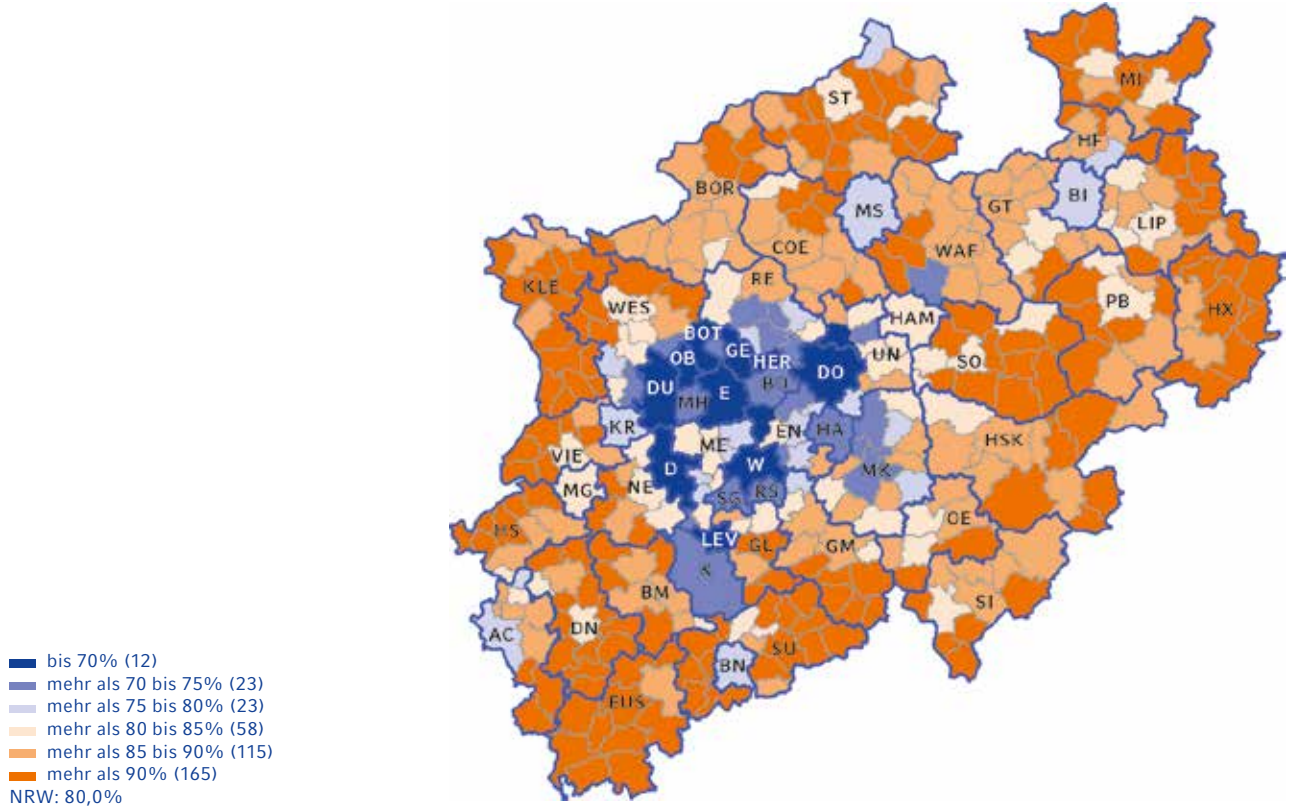 ST
MI
HF
BOR
MS
GT
BI
LIP
COE
WAF
KLE
RE
WES
PB
HX
HAM
BOT
GE
OB
HER
UN
SO
DO
DU
BO
E
MH
KR
EN
HA
ME
HSK
VIE
D
W
MK
MG
NE
SG
RS
HS
OE
LEV
GL
GM
K
BM
SI
DN
AC
SU
BN
EUS
bis 70% (12)
mehr als 70 bis 75% (23)
mehr als 75 bis 80% (23)
mehr als 80 bis 85% (58)
mehr als 85 bis 90% (115)
mehr als 90% (165)
NRW: 80,0%